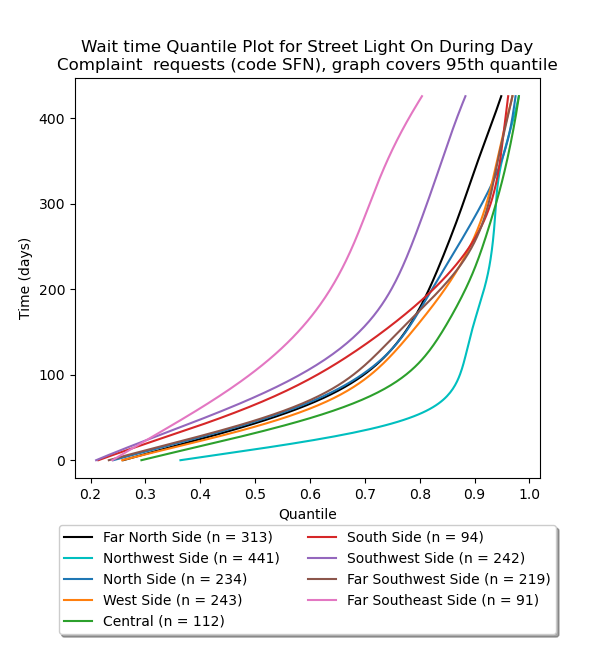 Wait time Quantile Plot for Street Light On During Day
Complaint  requests (code SFN), graph covers 95th quantile
400
300
200
100
0
Time (days)
0.2 0.3 0.4 0.5 0.6 0.7 0.8 0.9 1.0
Quantile
Far North Side (n = 313)
Northwest Side (n = 441)
North Side (n = 234)
West Side (n = 243)
Central (n = 112)
South Side (n = 94)
Southwest Side (n = 242)
Far Southwest Side (n = 219)
Far Southeast Side (n = 91)